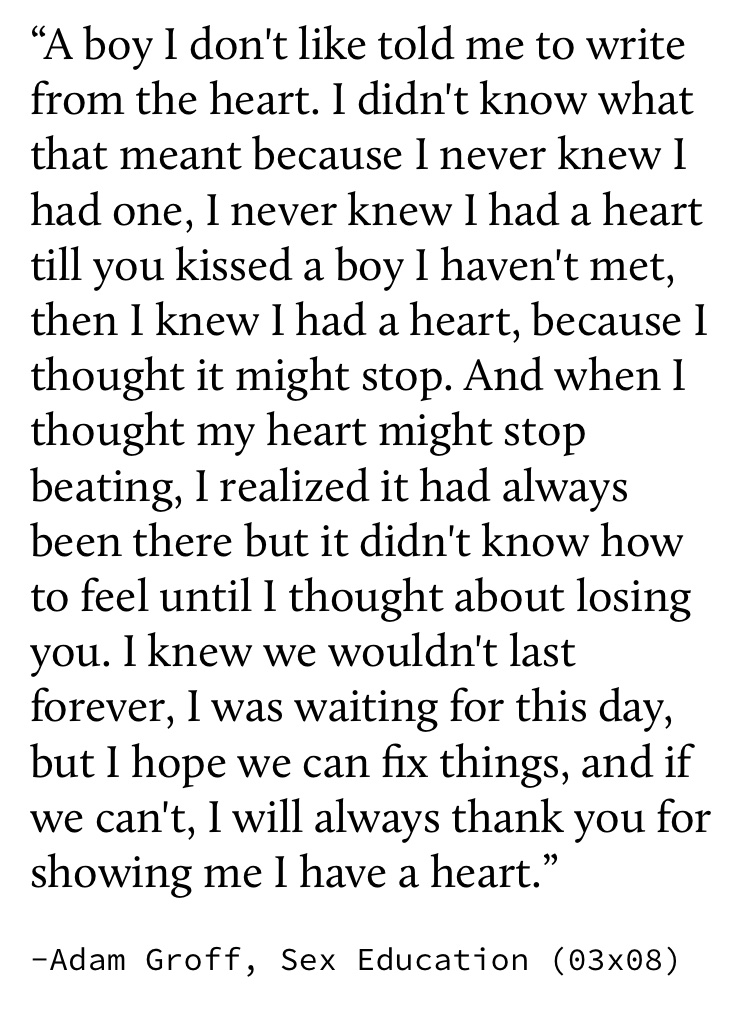 “A boy I don't like told me to write
from the heart. I didn't know what
that meant because I never knew I
had one, I never knew I had a heart
till you kissed a boy I haven't met,
then I knew I had a heart, because I
thought it might stop. And when I
thought my heart might stop
beating, I realized it had always
been there but it didn't know how
to feel until I thought about losing
you. I knew we wouldn't last
forever, I was waiting for this day,
but I hope we can fix things, and if
we can't, I will always thank you for
showing me I have a heart.”
–Adam Groff, Sex Education (03x08)